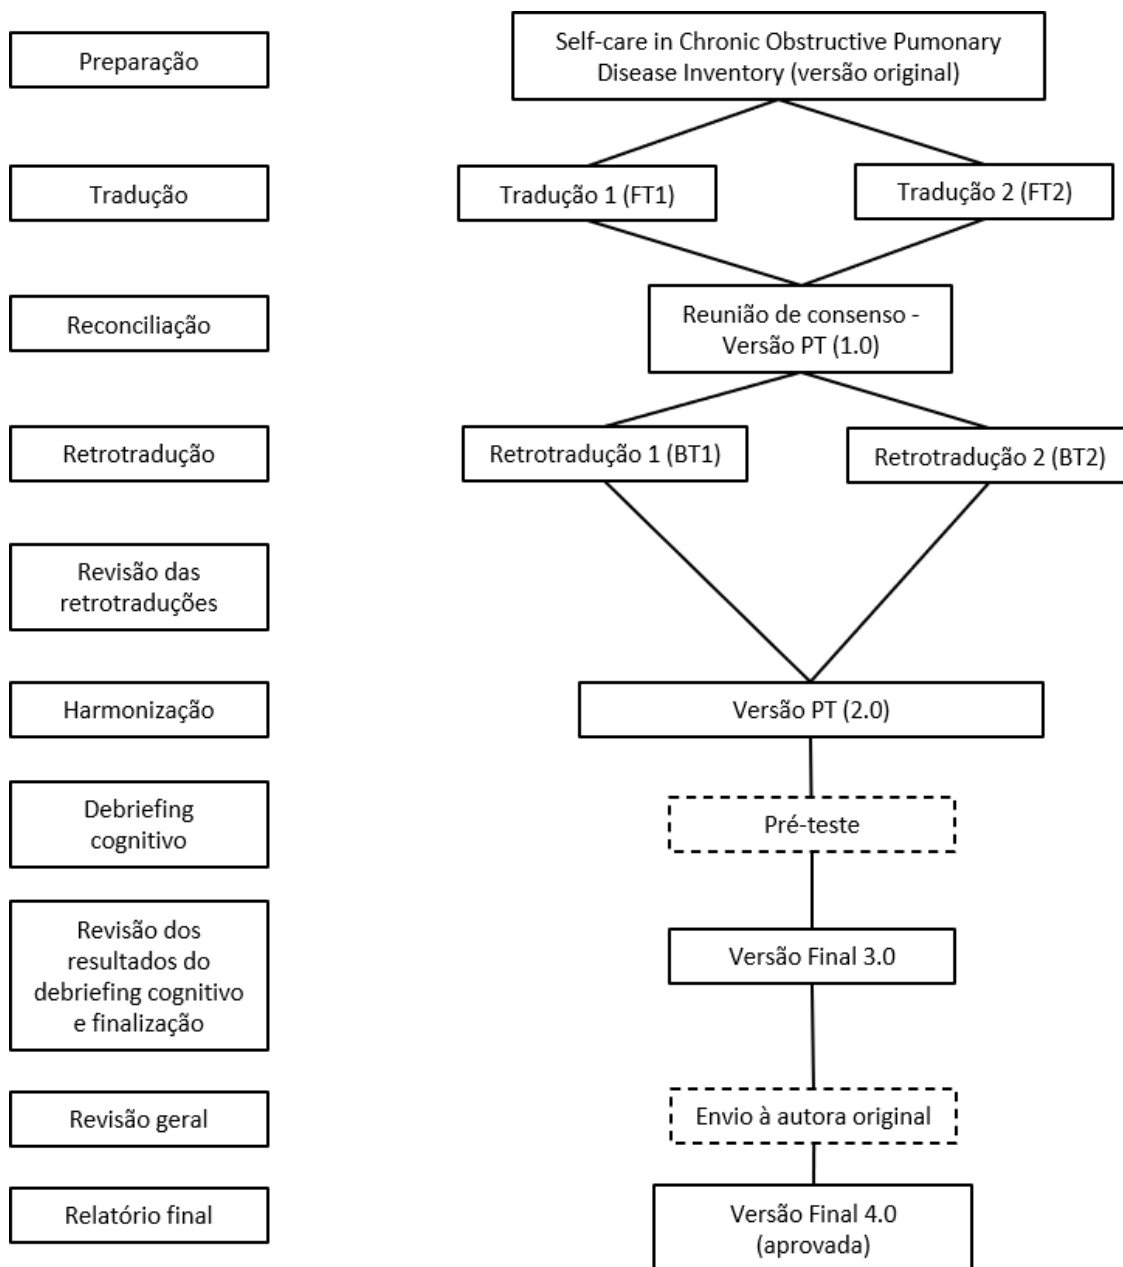 Preparação
Self-care in Chronic Obstructive Pumonary
Disease Inventory (versão original)
Tradução
Tradução 1 (FT1)
Tradução 2 (FT2)
Reconciliação
Reunião de consenso -
Versão PT (1.0)
Retrotradução
Retrotradução 1 (BT1)
Retrotradução 2 (BT2)
Revisão das
retrotraduções
Harmonização
Versão PT (2.0)
Debriefing
cognitivo
Pré-teste
Revisão dos
resultados do
debriefing cognitivo
e finalização
Versão Final 3.0
Revisão geral
Envio à autora original
Relatório final
Versão Final 4.0
(aprovada)